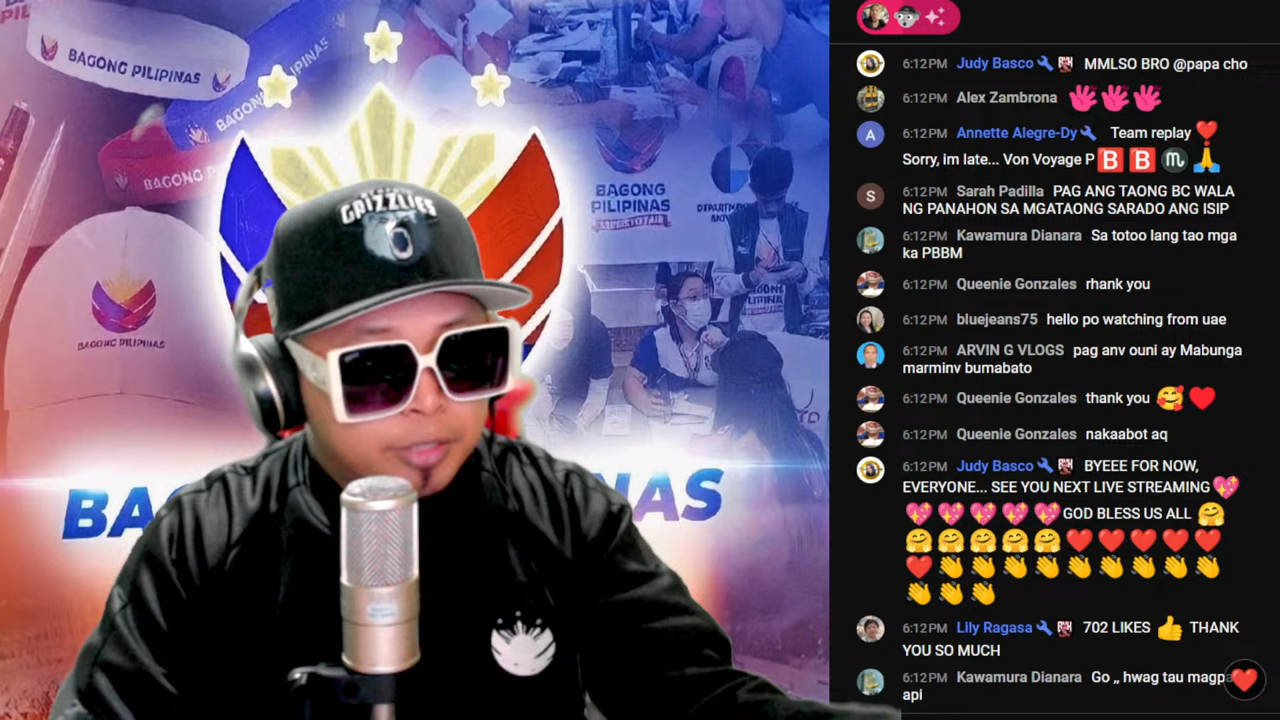 BAGONG PILIPINAS
BAGONG PILIPINAS
BAGONG
BAGONG PILIPINAS
BAGONG
PILIPINAS
GRIZZLIES
BA
NAS
6:12PM Judy Basco MMLSO BRO @papa cho
6:12PM Alex Zambrona
A 6:12PM Annette Alegre-Dy Team replay
Sorry, im late... Von Voyage P B B
S 6:12PM Sarah Padilla PAG ANG TAONG BC WALA
NG PANAHON SA MGATAONG SARADO ANG ISIP
6:12PM Kawamura Dianara Sa totoo lang tao mga
ka PBBM
6:12PM Queenie Gonzales rhank you
6:12PM bluejeans75 hello po watching from uae
6:12PM ARVIN G VLOGS pag anv ouni ay Mabunga
marminv bumabato
6:12PM Queenie Gonzales thank you
6:12PM Queenie Gonzales nakaabot aq
6:12PM Judy Basco BYEEE FOR NOW,
EVERYONE... SEE YOU NEXT LIVE STREAMING
GOD BLESS US ALL
6:12PM Lily Ragasa 702 LIKES THANK
YOU SO MUCH
6:12PM Kawamura Dianara Go ,, hwag tau magpa
api